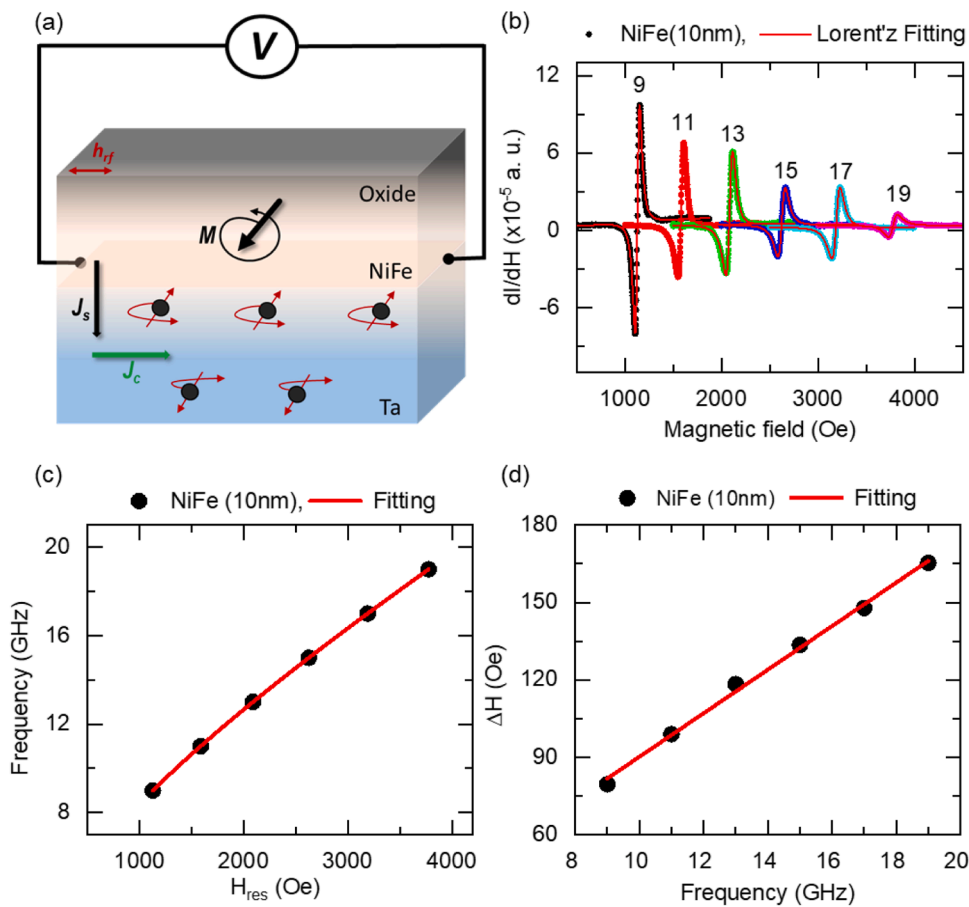 (a)
V
h_rf
Oxide
M
NiFe
J_s
J_c
Ta
(b)
NiFe(10nm), Lorent'z Fitting
dI/dH (x10^-5 a. u.)
12
6
0
-6
9
11
13
15
17
19
1000 2000 3000 4000
Magnetic field (Oe)
(c)
NiFe (10nm), Fitting
Frequency (GHz)
20
16
12
8
1000 2000 3000 4000
H_res (Oe)
(d)
NiFe (10nm) Fitting
ΔH (Oe)
180
150
120
90
60
8 10 12 14 16 18 20
Frequency (GHz)